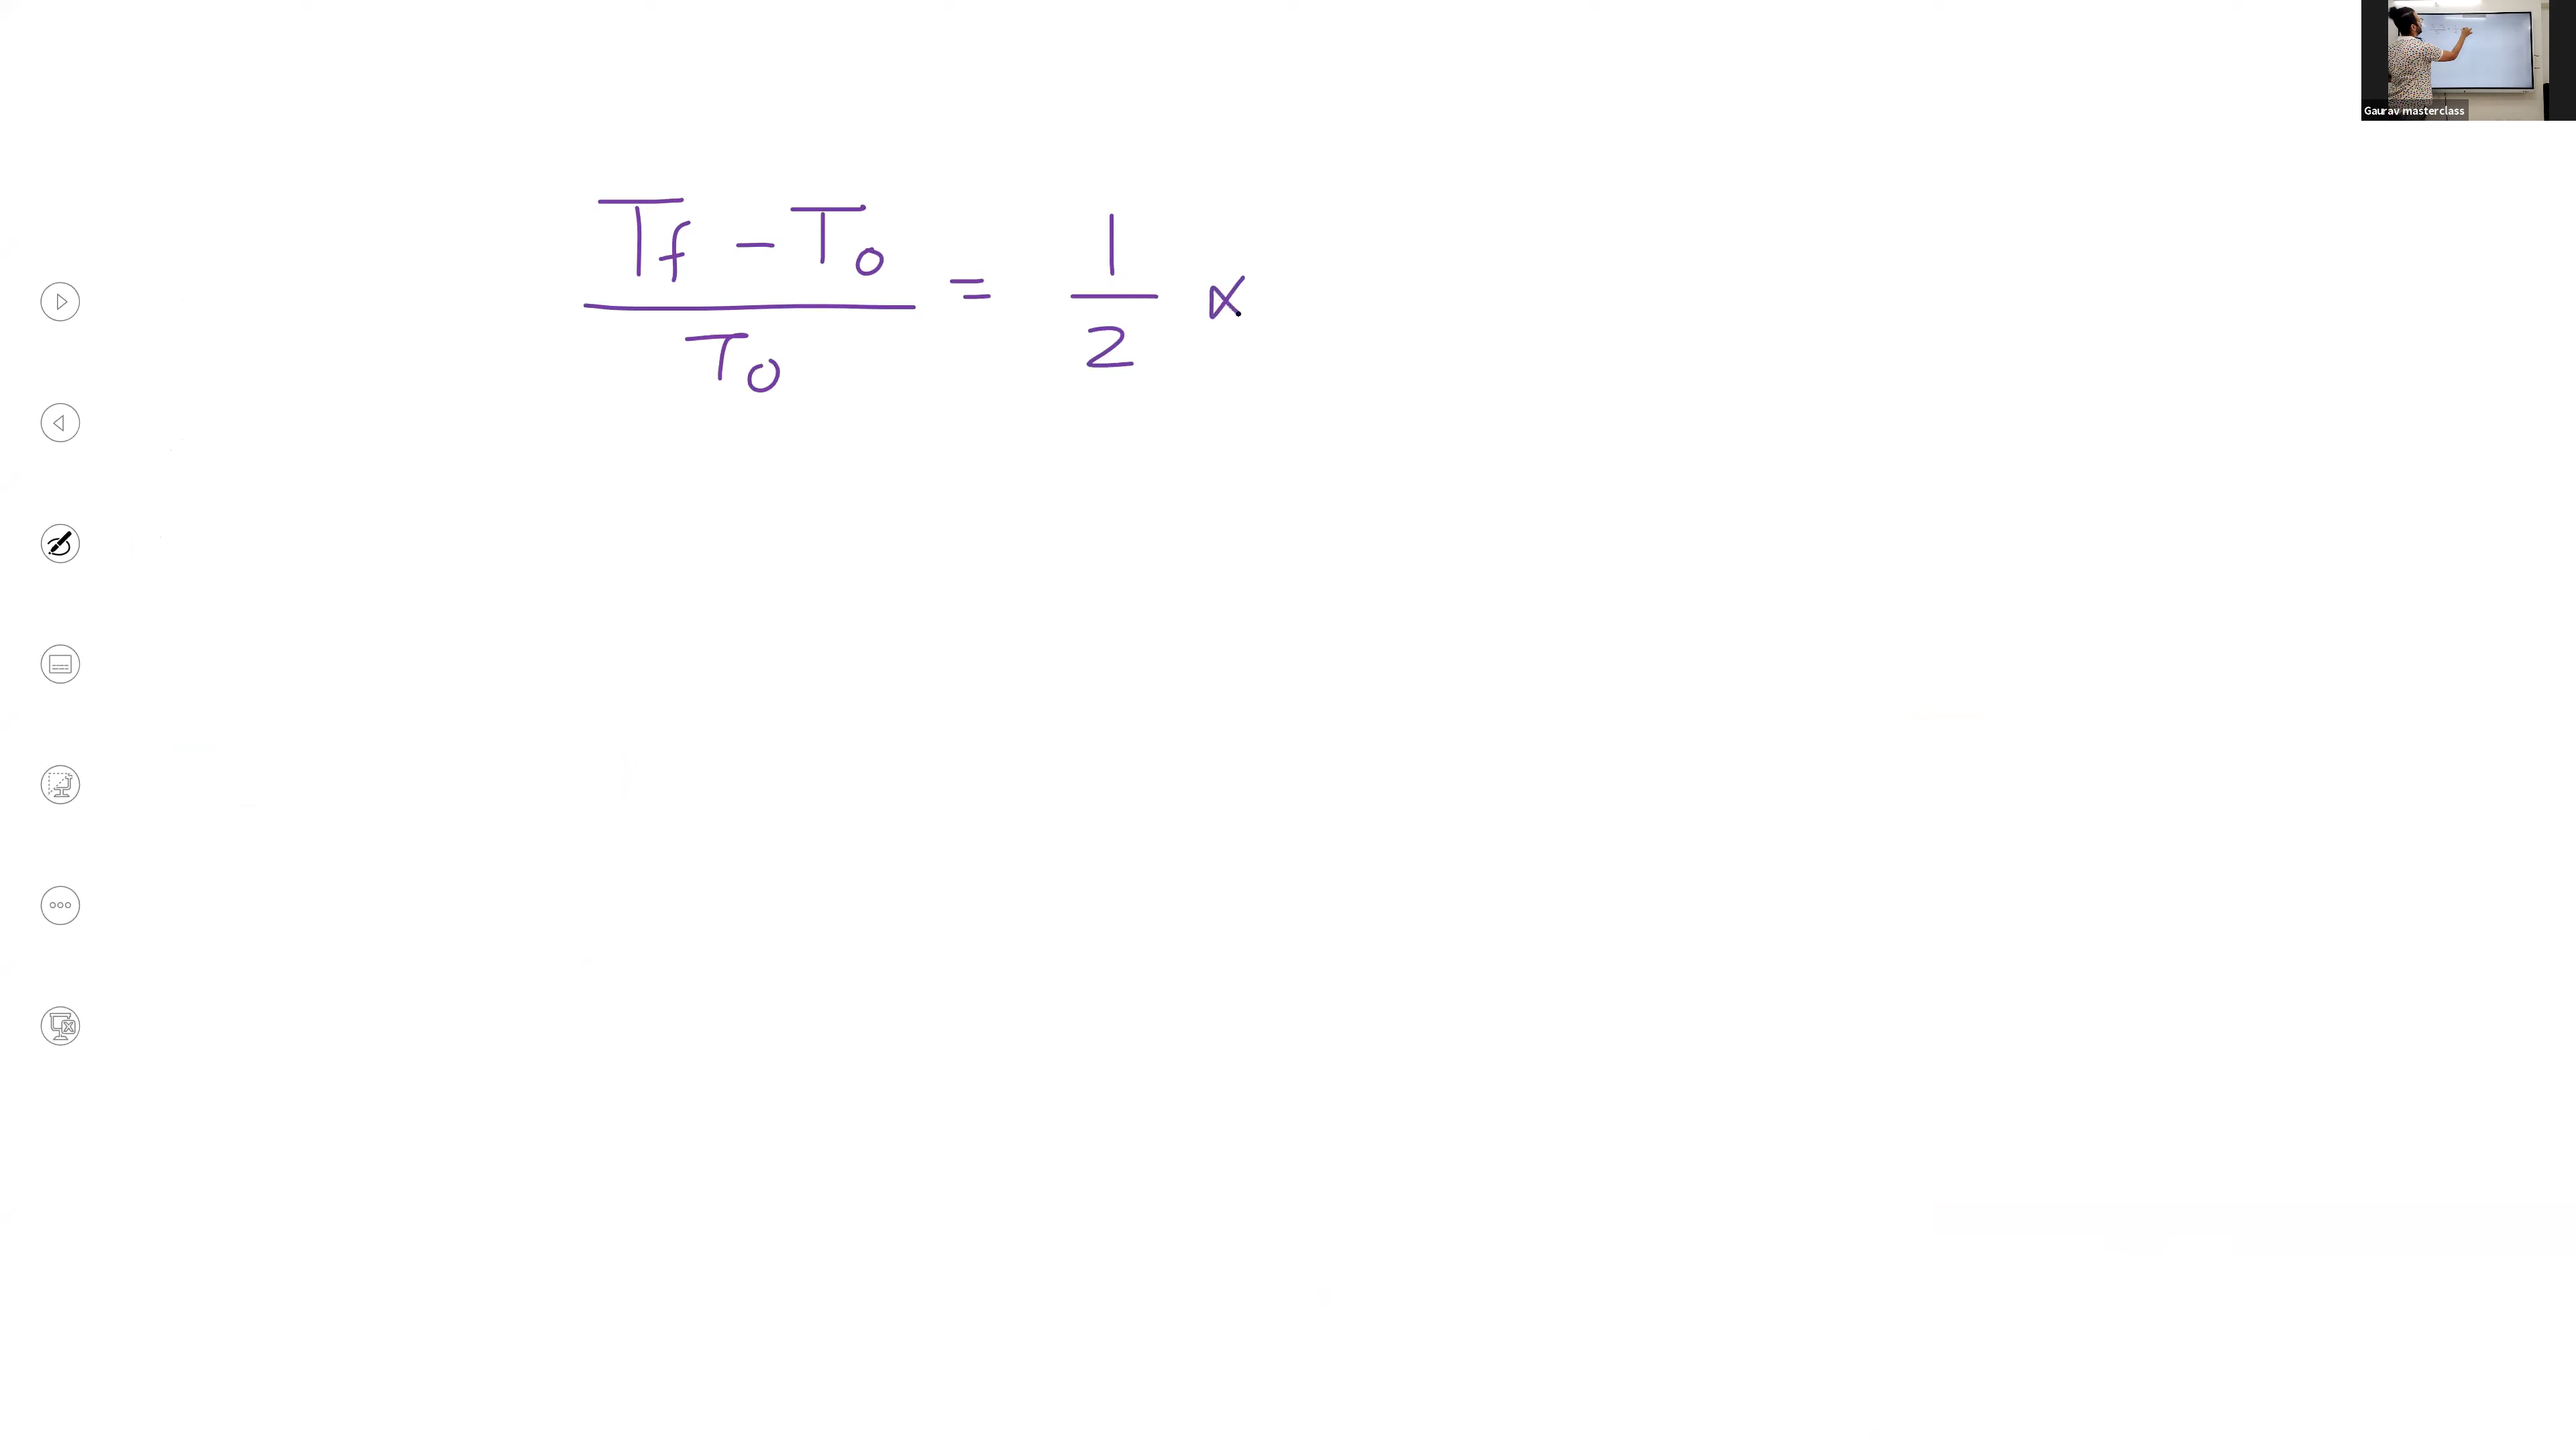 Gaurav masterclass
Tf - To
= 1/2 ∝
To